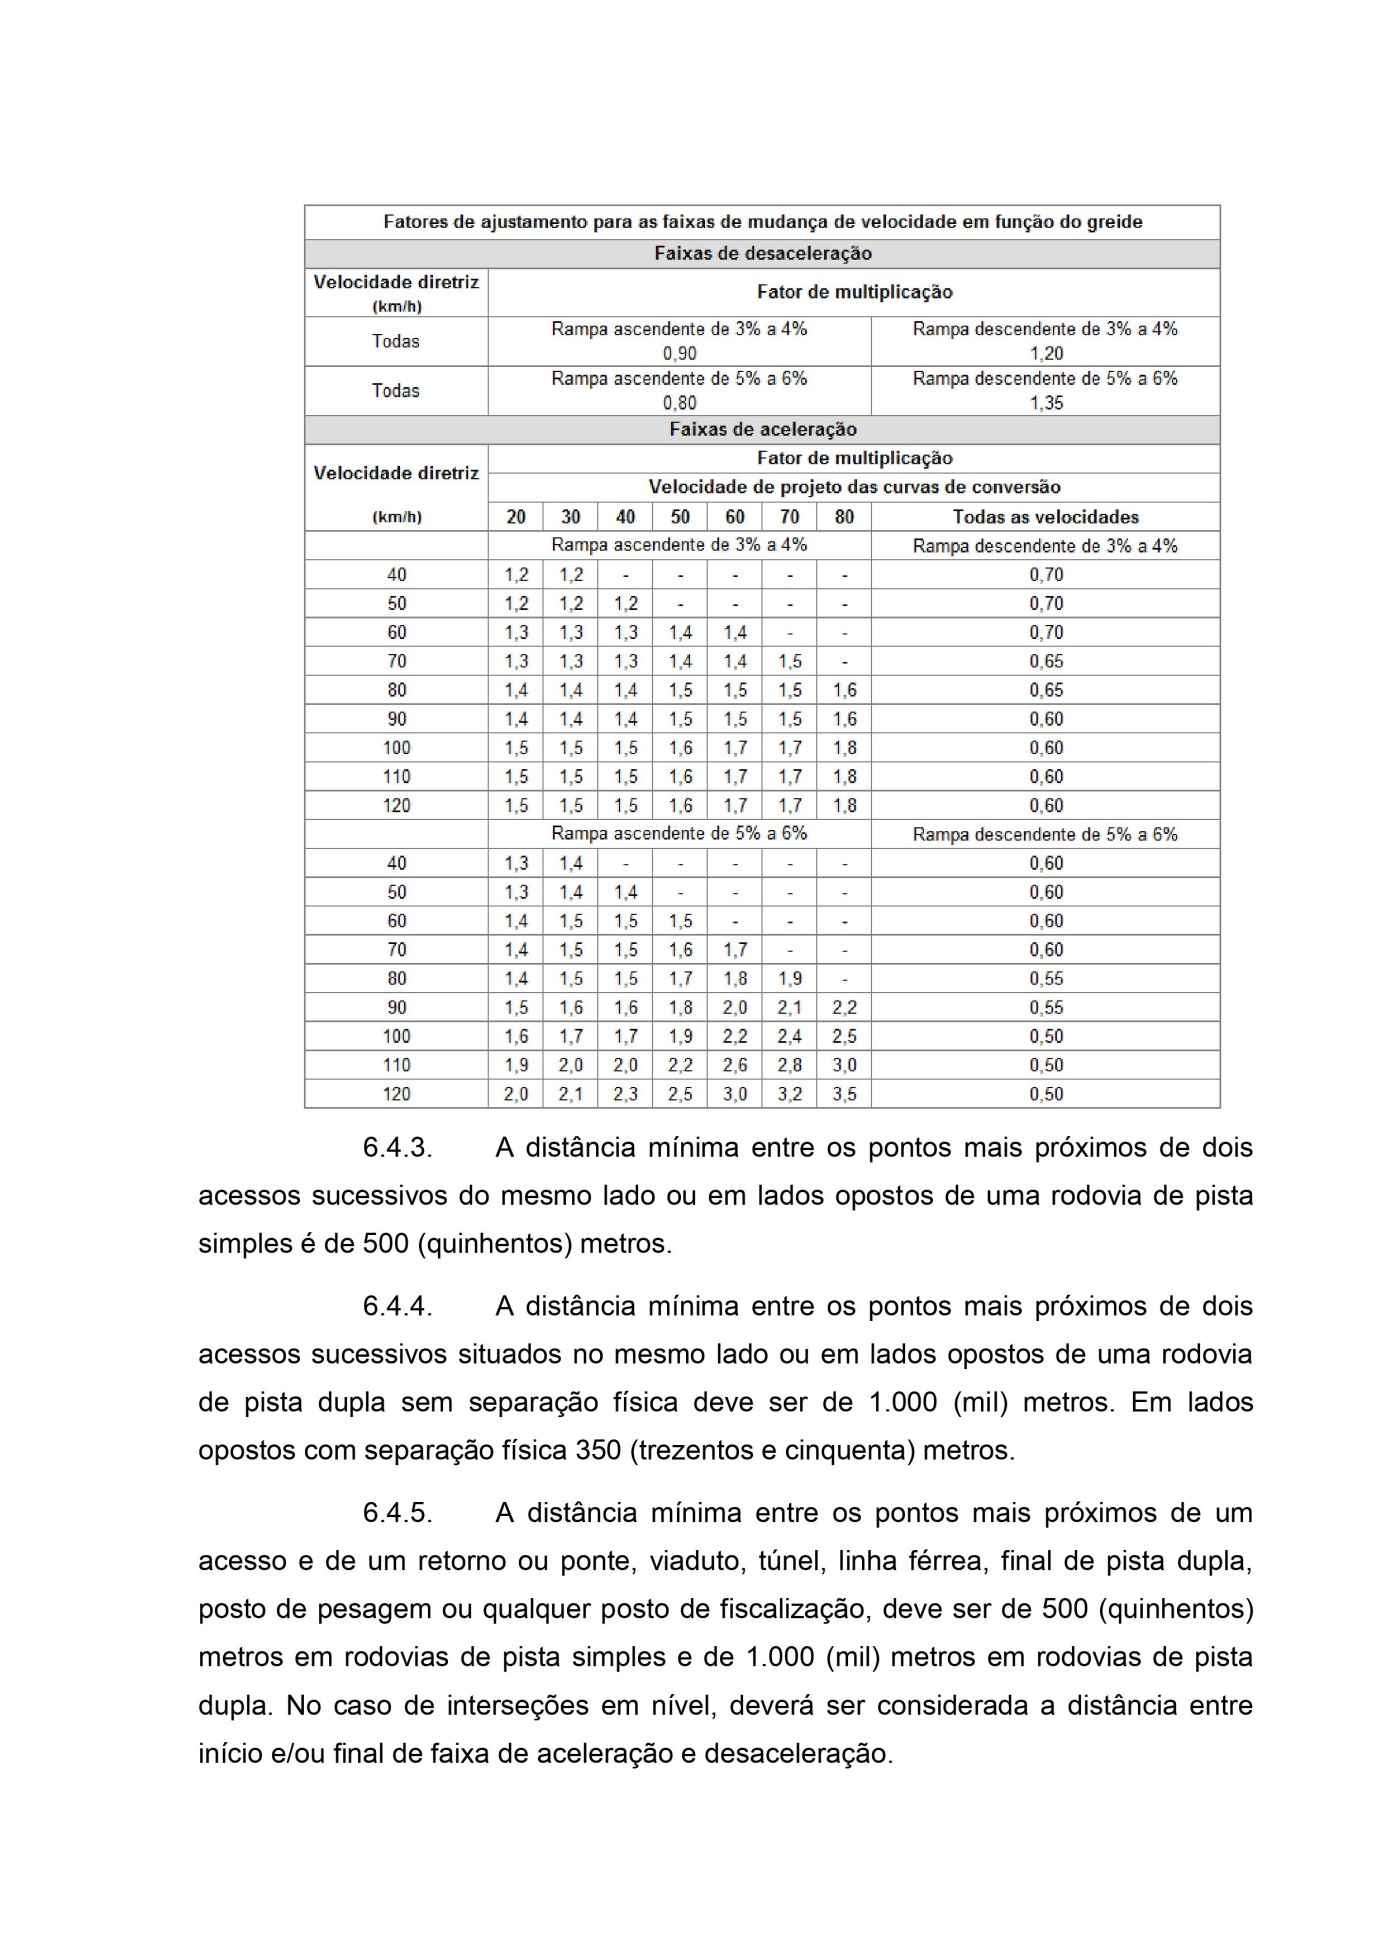 Fatores de ajustamento para as faixas de mudança de velocidade em função do greide
Faixas de desaceleração
Velocidade diretriz (km/h) Fator de multiplicação
Todas Rampa ascendente de 3% a 4% 0,90 Rampa descendente de 3% a 4% 1,20
Todas Rampa ascendente de 5% a 6% 0,80 Rampa descendente de 5% a 6% 1,35
Faixas de aceleração
Velocidade diretriz (km/h) Fator de multiplicação
Velocidade de projeto das curvas de conversão
20 30 40 50 60 70 80 Todas as velocidades
Rampa ascendente de 3% a 4% Rampa descendente de 3% a 4%
40 1,2 1,2 - - - - - 0,70
50 1,2 1,2 1,2 - - - - 0,70
60 1,3 1,3 1,3 1,4 1,4 - - 0,70
70 1,3 1,3 1,3 1,4 1,4 1,5 - 0,65
80 1,4 1,4 1,4 1,5 1,5 1,5 1,6 0,65
90 1,4 1,4 1,4 1,5 1,5 1,5 1,6 0,60
100 1,5 1,5 1,5 1,6 1,7 1,7 1,8 0,60
110 1,5 1,5 1,5 1,6 1,7 1,7 1,8 0,60
120 1,5 1,5 1,5 1,6 1,7 1,7 1,8 0,60
Rampa ascendente de 5% a 6% Rampa descendente de 5% a 6%
40 1,3 1,4 - - - - - 0,60
50 1,3 1,4 1,4 - - - - 0,60
60 1,4 1,5 1,5 1,5 - - - 0,60
70 1,4 1,5 1,5 1,6 1,7 - - 0,60
80 1,4 1,5 1,5 1,7 1,8 1,9 - 0,55
90 1,5 1,6 1,6 1,8 2,0 2,1 2,2 0,55
100 1,6 1,7 1,7 1,9 2,2 2,4 2,5 0,50
110 1,9 2,0 2,0 2,2 2,6 2,8 3,0 0,50
120 2,0 2,1 2,3 2,5 3,0 3,2 3,5 0,50
6.4.3. A distância mínima entre os pontos mais próximos de dois
acessos sucessivos do mesmo lado ou em lados opostos de uma rodovia de pista
simples é de 500 (quinhentos) metros.
6.4.4. A distância mínima entre os pontos mais próximos de dois
acessos sucessivos situados no mesmo lado ou em lados opostos de uma rodovia
de pista dupla sem separação física deve ser de 1.000 (mil) metros. Em lados
opostos com separação física 350 (trezentos e cinquenta) metros.
6.4.5. A distância mínima entre os pontos mais próximos de um
acesso e de um retorno ou ponte, viaduto, túnel, linha férrea, final de pista dupla,
posto de pesagem ou qualquer posto de fiscalização, deve ser de 500 (quinhentos)
metros em rodovias de pista simples e de 1.000 (mil) metros em rodovias de pista
dupla. No caso de interseções em nível, deverá ser considerada a distância entre
início e/ou final de faixa de aceleração e desaceleração.